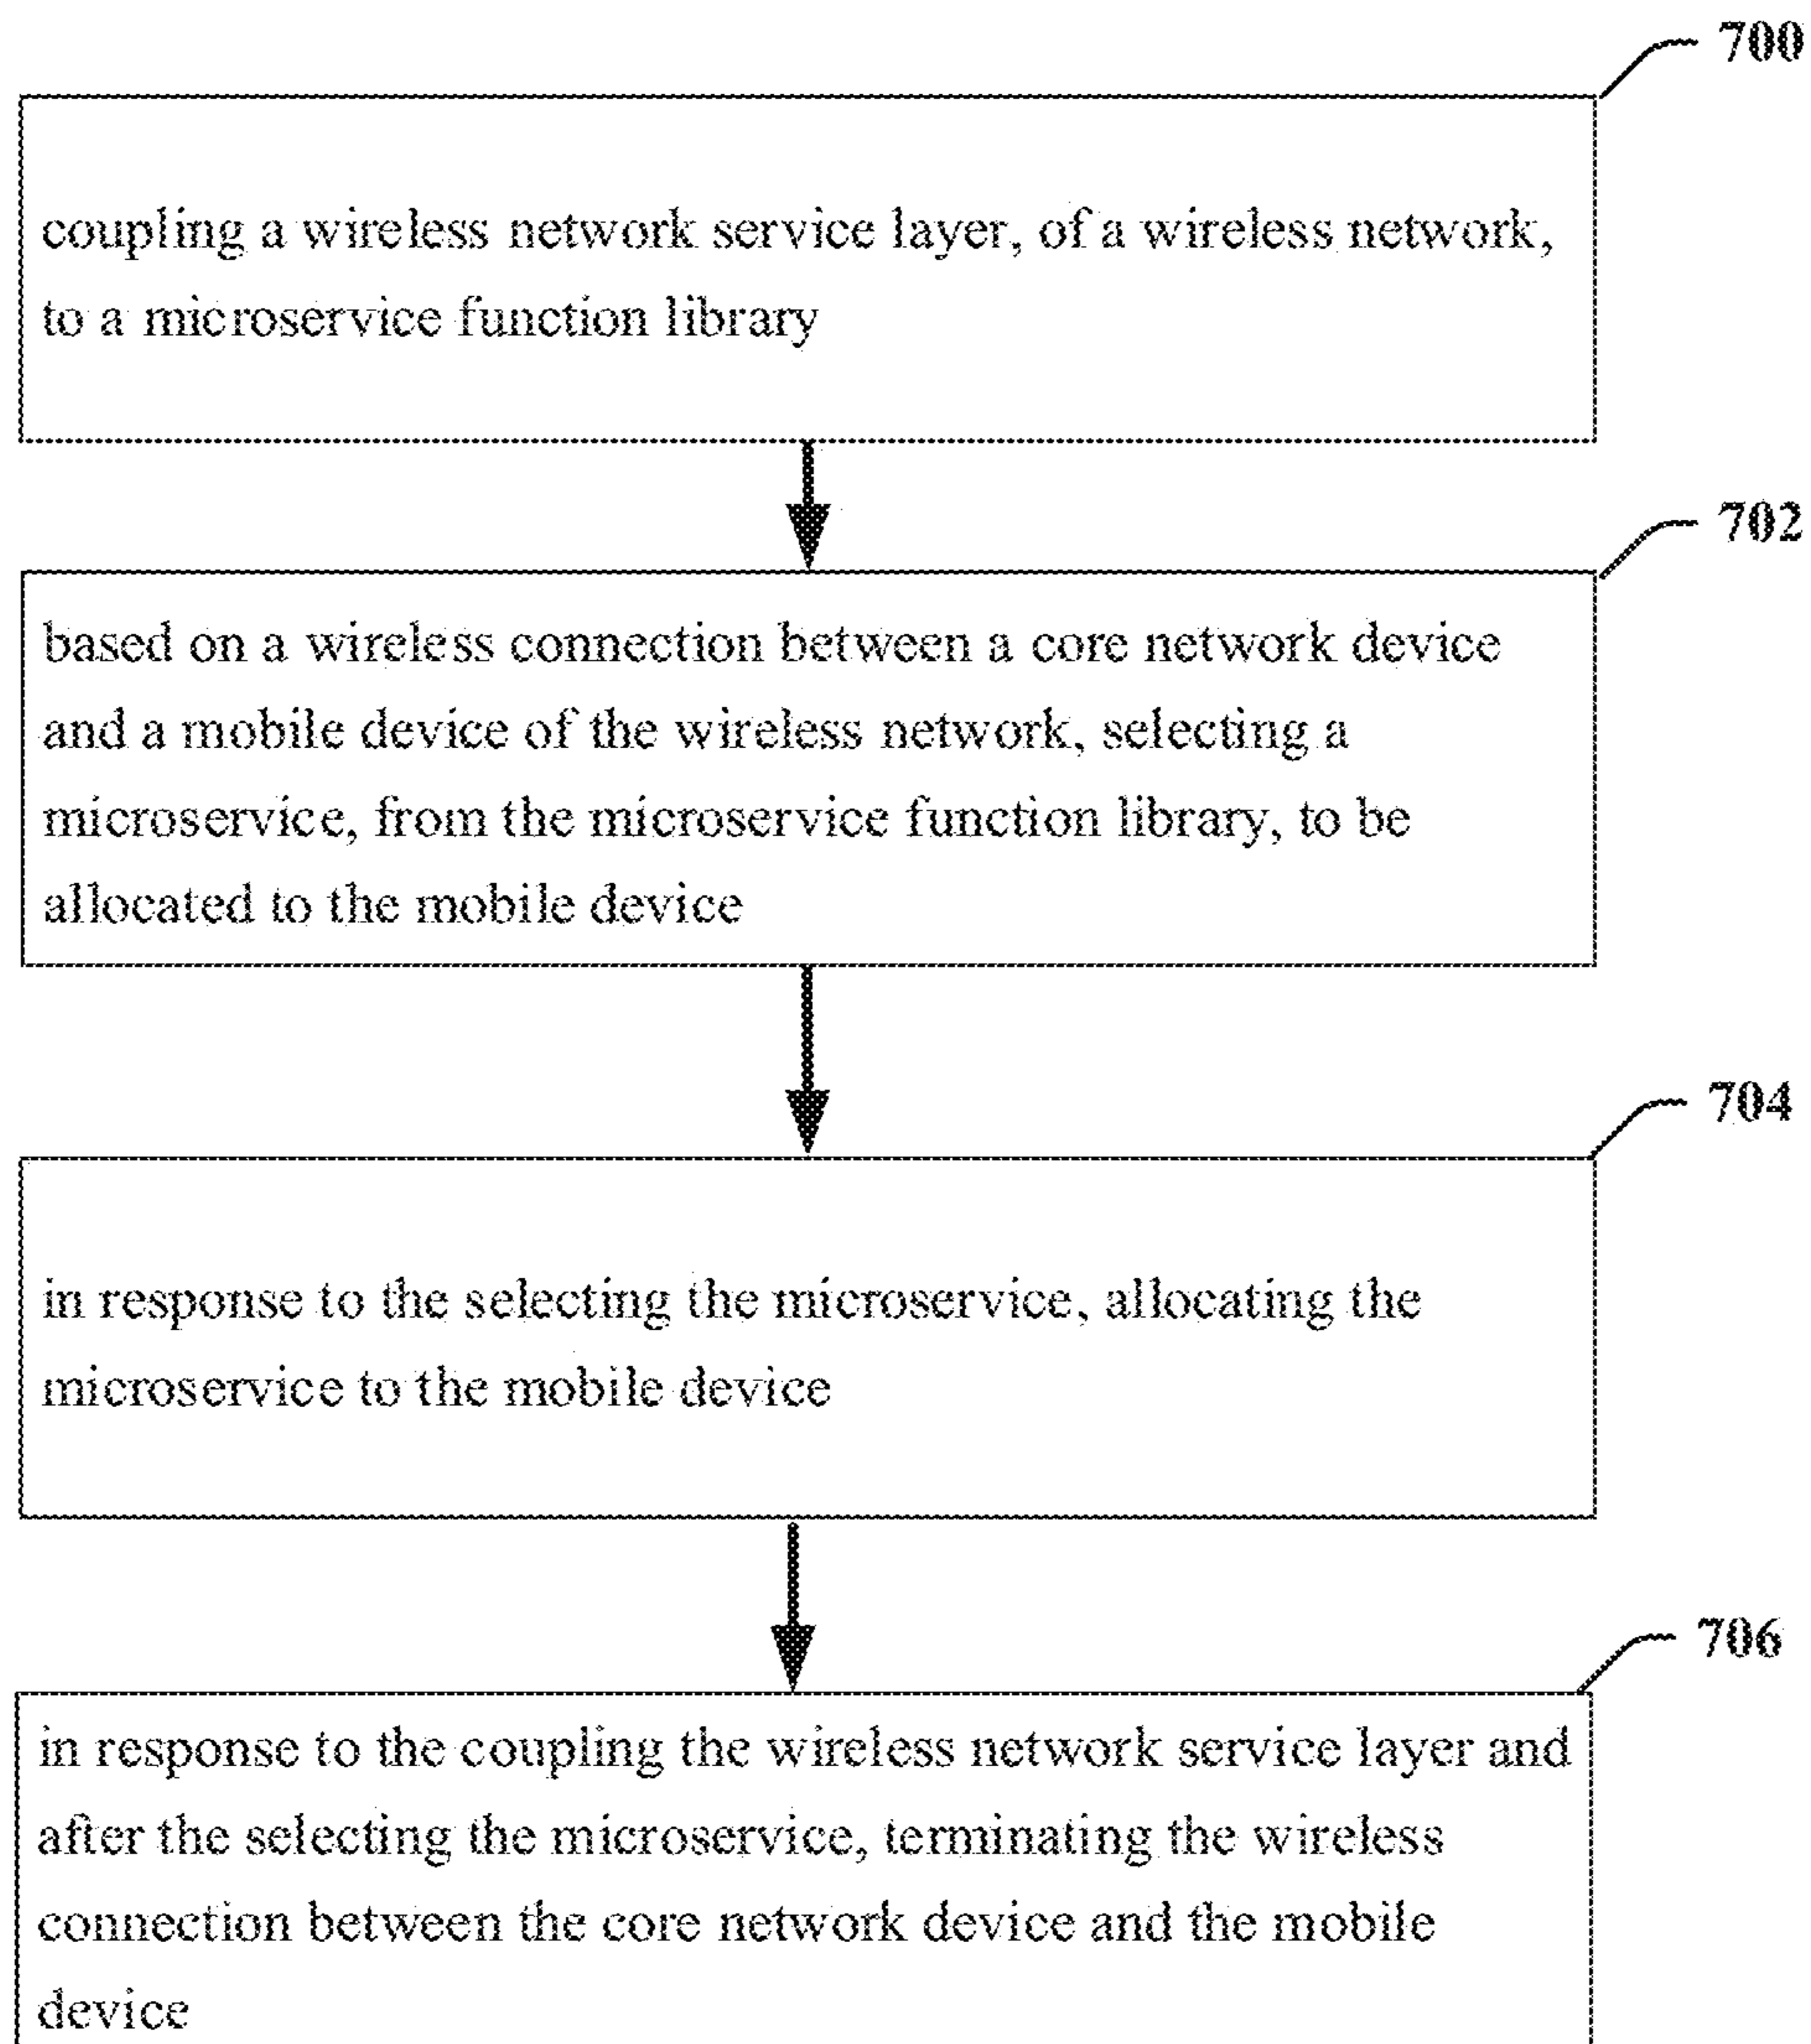 700
coupling a wireless network service layer, of a wireless network,
to a microservice function library
702
based on a wireless connection between a core network device
and a mobile device of the wireless network, selecting a
microservice, from the microservice function library, to be
allocated to the mobile device
704
in response to the selecting the microservice, allocating the
microservice to the mobile device
706
in response to the coupling the wireless network service layer and
after the selecting the microservice, terminating the wireless
connection between the core network device and the mobile
device